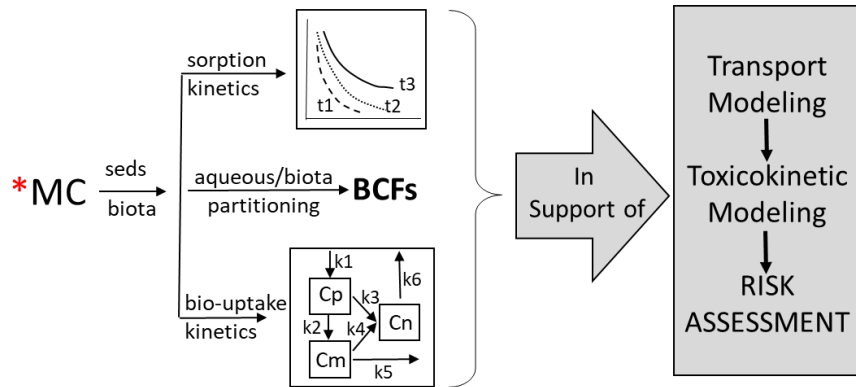 *MC
seds
biota
sorption
kinetics
t1
t2
t3
aqueous/biota
partitioning
BCFs
bio-uptake
kinetics
k1
Cp
k2
k3
k4
Cn
k6
Cm
k5
In
Support of
Transport
Modeling
Toxicokinetic
Modeling
RISK
ASSESSMENT